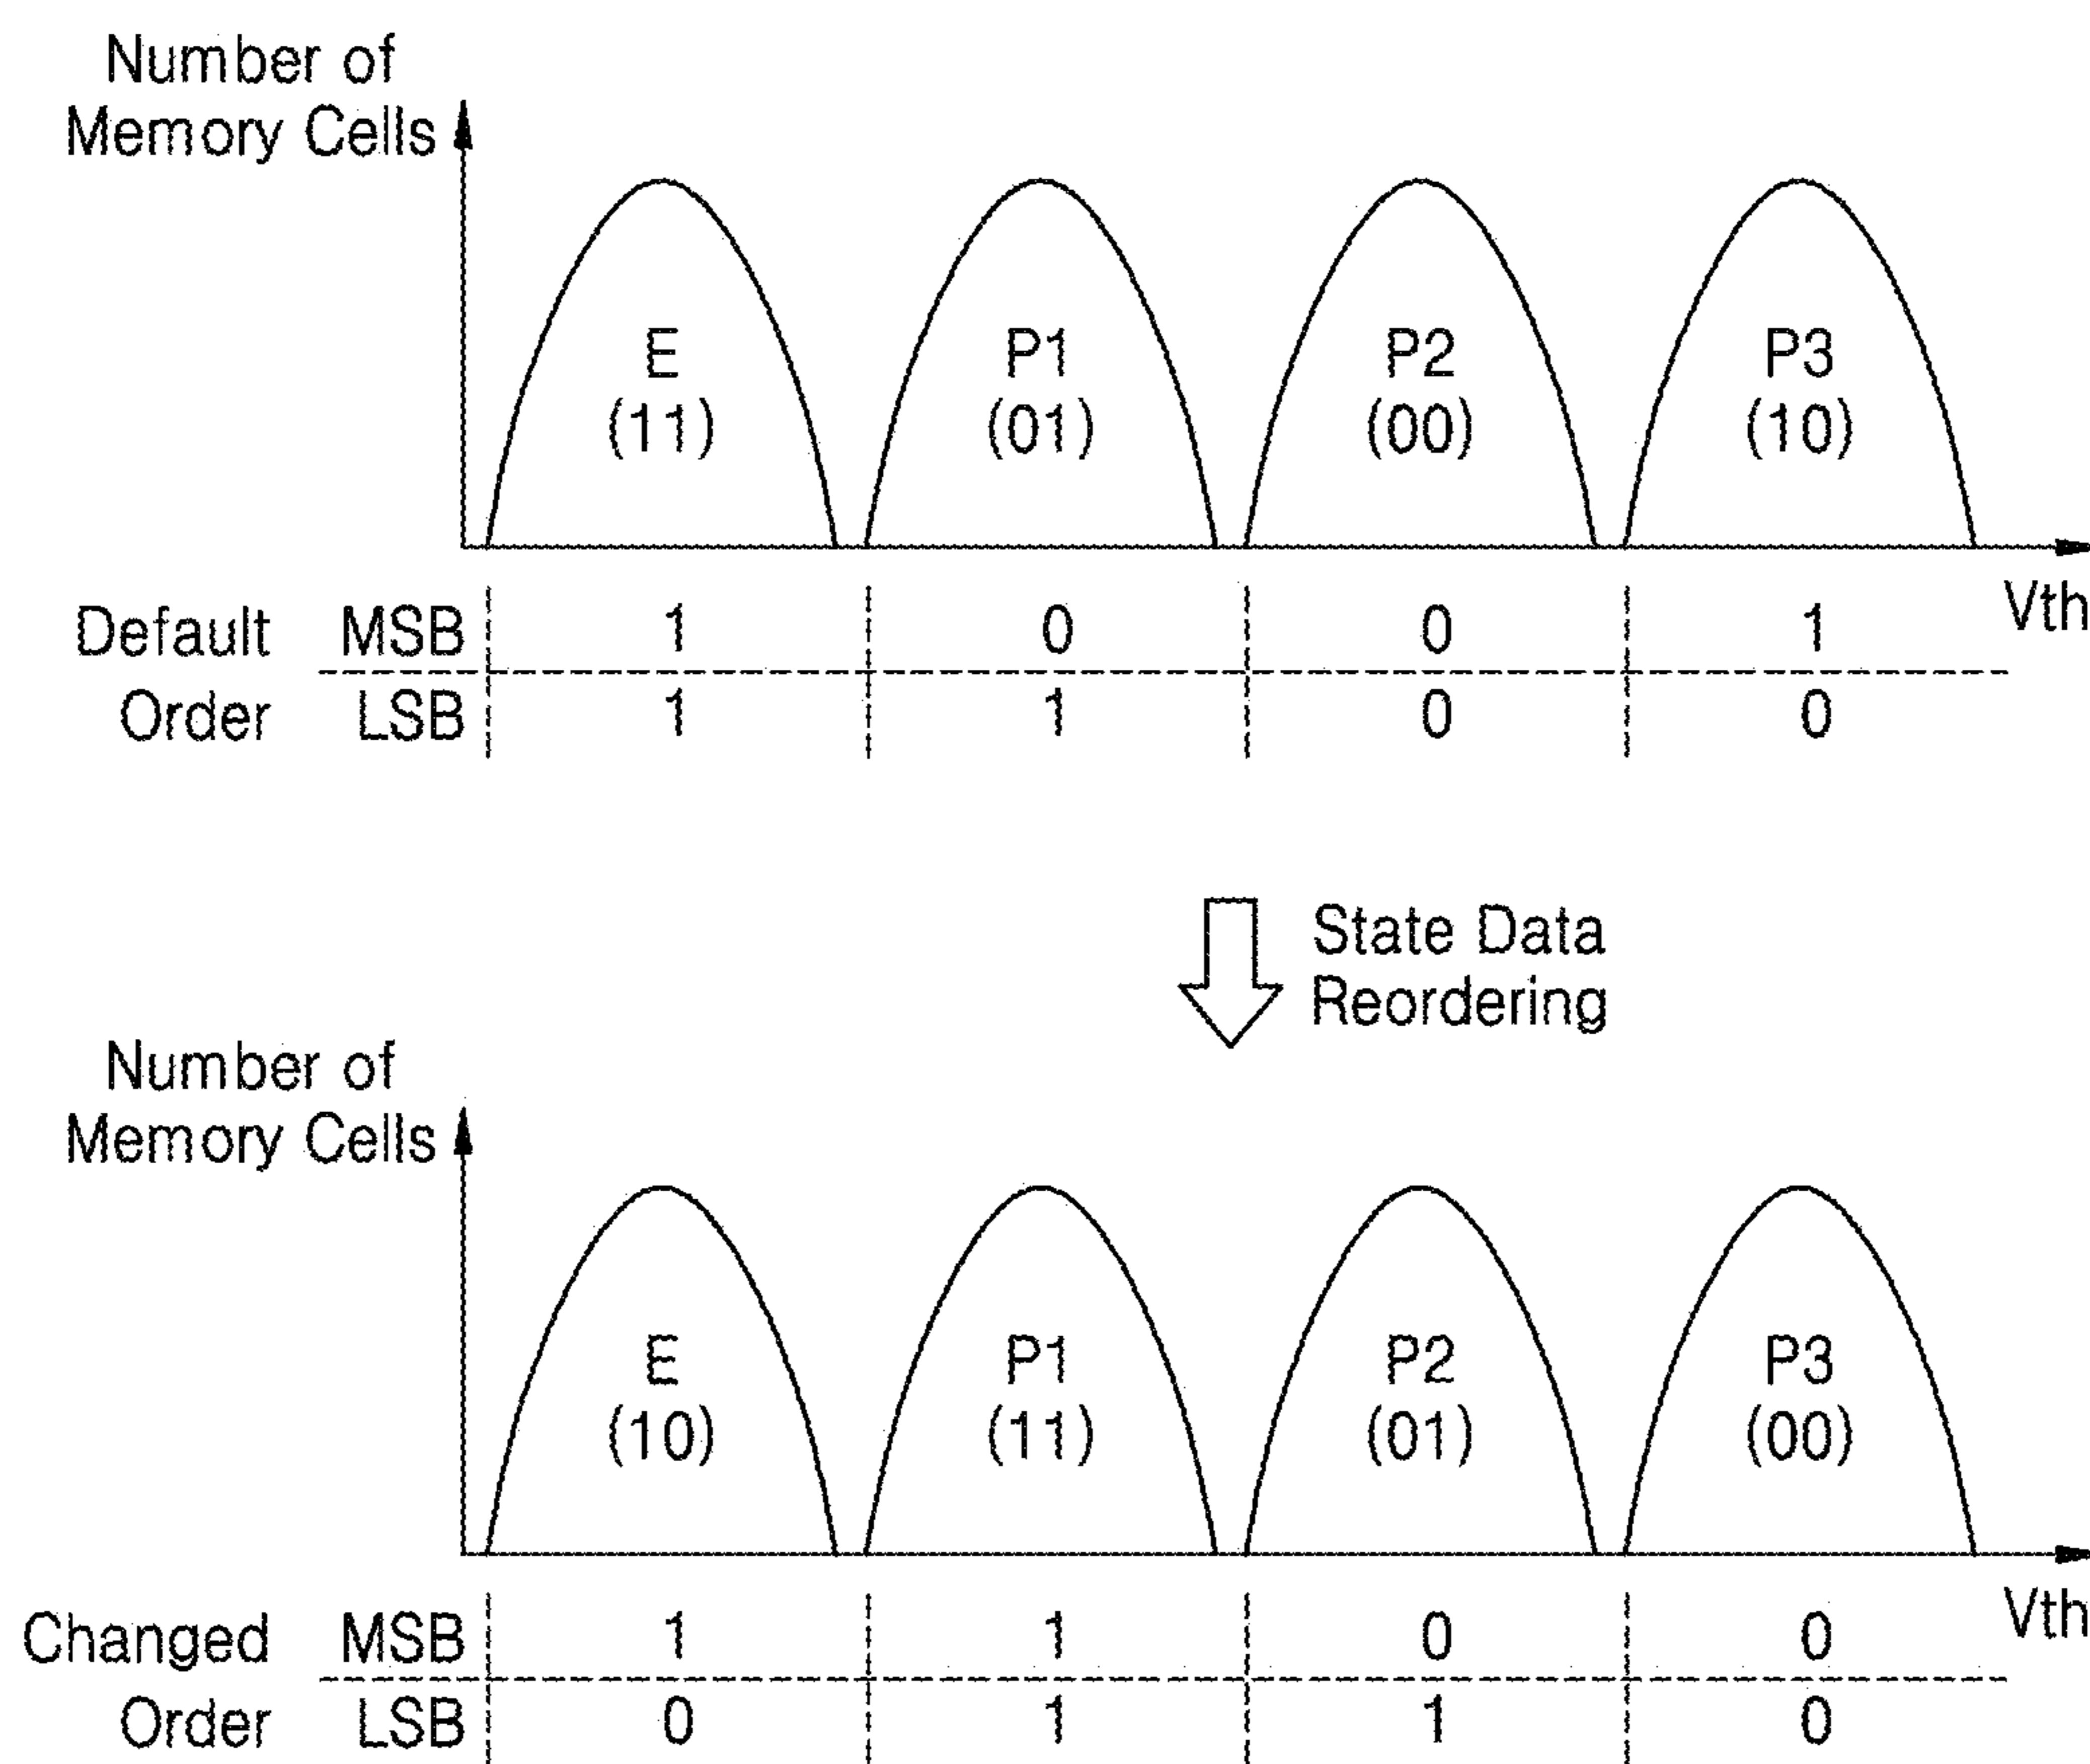 Number of
Memory Cells
E P1 P2 P3
(11) (01) (00) (10)
Vth
Default MSB 1 0 0 1
Order LSB 1 1 0 0
State Data
Reordering
Number of
Memory Cells
E P1 P2 P3
(10) (11) (01) (00)
Vth
Changed MSB 1 1 0 0
Order LSB 0 1 1 0